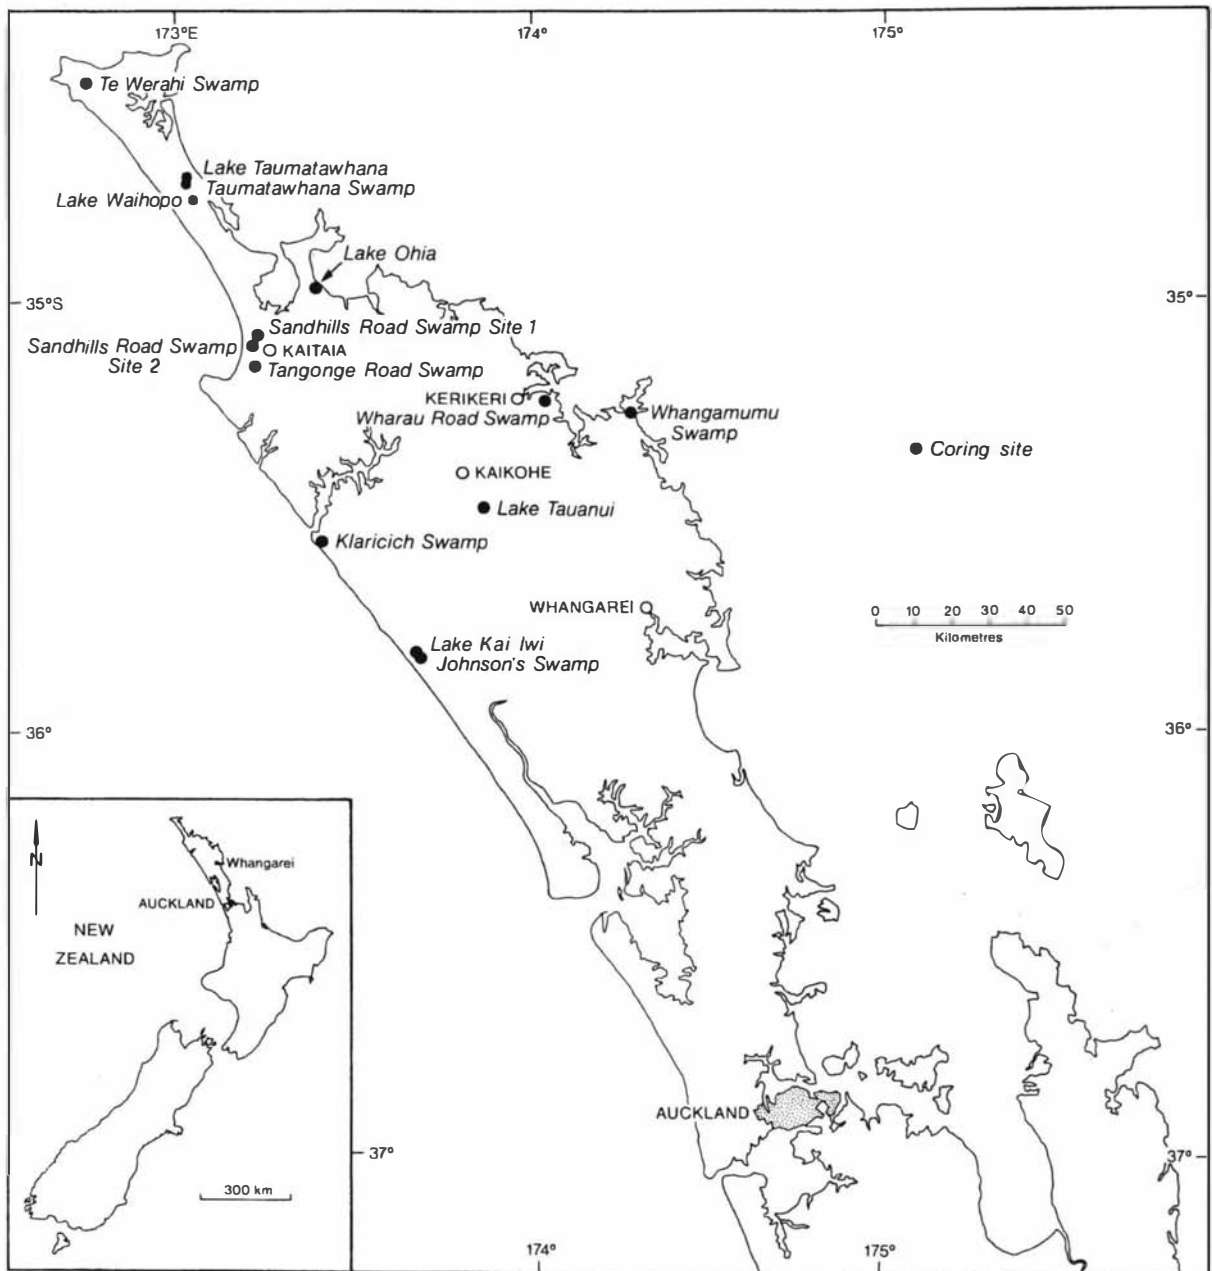 173°E
174°
175°
Te Werahi Swamp
Lake Taumatawhana
Taumatawhana Swamp
Lake Waihopo
Lake Ohia
35°S
35°
Sandhills Road Swamp Site 1
Sandhills Road Swamp
Site 2
KAITAIA
Tangonge Road Swamp
KERIKERI
Wharau Road Swamp
Whangamumu
Swamp
Coring site
KAIKOHE
Lake Tauanui
Klaricich Swamp
WHANGAREI
0 10 20 30 40 50
Kilometres
Lake Kai Iwi
Johnson's Swamp
36°
36°
N
Whangarei
AUCKLAND
NEW
ZEALAND
300 km
AUCKLAND
37°
37°
174°
175°